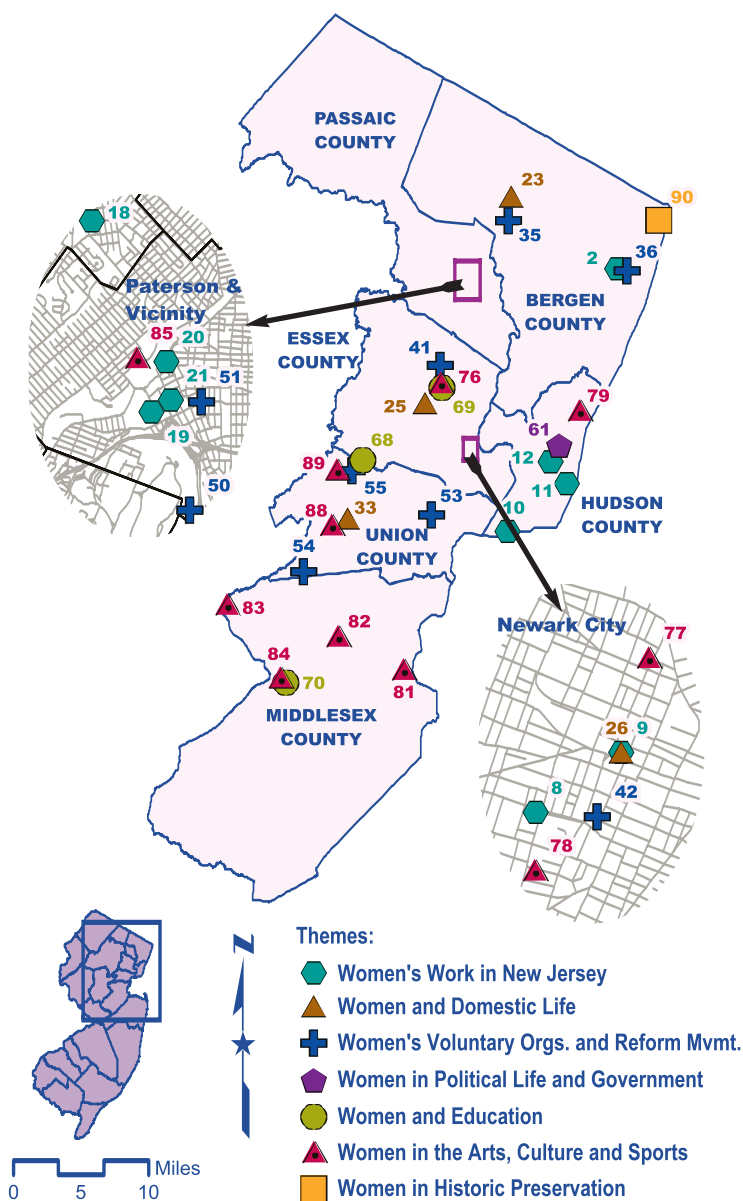 PASSAIC
COUNTY
23
90
18
35
36
2
Paterson &
Vicinity
BERGEN
COUNTY
85
20
ESSEX
COUNTY
41
21
51
76
79
25
69
19
68
61
89
12
50
55
53
11
88
33
10
HUDSON
COUNTY
UNION
COUNTY
54
83
82
Newark City
77
84
70
81
MIDDLESEX
COUNTY
26
9
8
42
78
N
Themes:
Women's Work in New Jersey
Women and Domestic Life
Women's Voluntary Orgs. and Reform Mvmt.
Women in Political Life and Government
Women and Education
Women in the Arts, Culture and Sports
Women in Historic Preservation
Miles
0 5 10